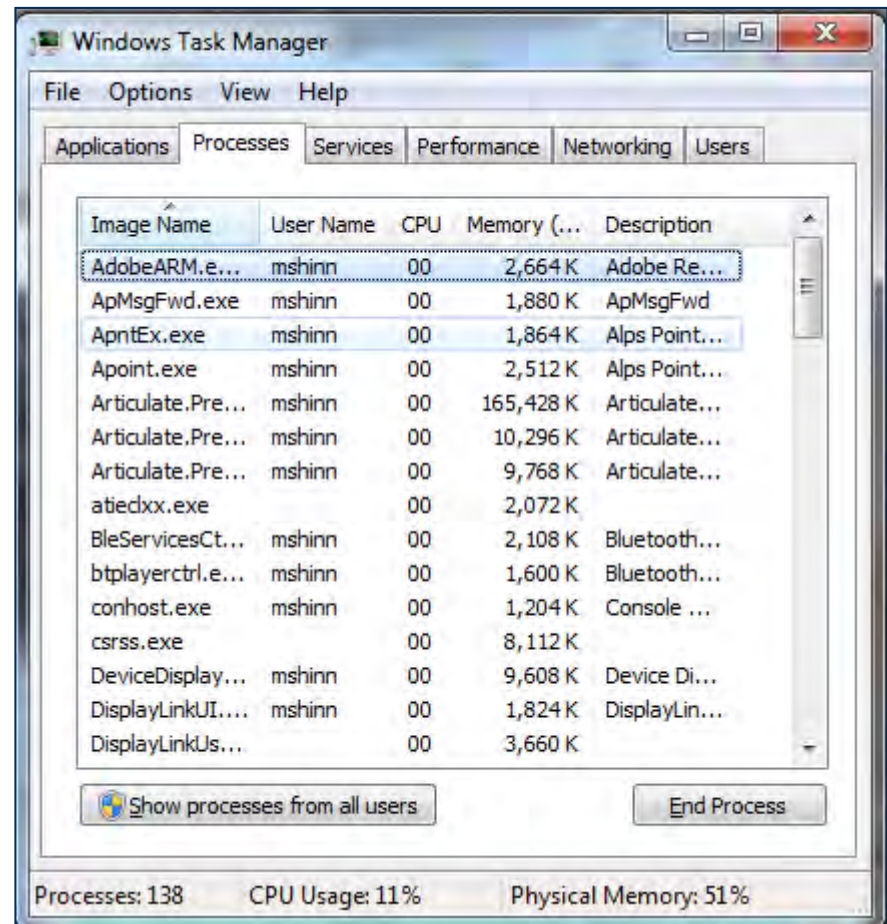 Windows Task Manager
File Options View Help
Applications Processes Services Performance Networking Users
Image Name User Name CPU Memory (... Description
AdobeARM.e... mshinn 00 2,664 K Adobe Re...
ApMsgFwd.exe mshinn 00 1,880 K ApMsgFwd
ApntEx.exe mshinn 00 1,864 K Alps Point...
Apoint.exe mshinn 00 2,512 K Alps Point...
Articulate.Pre... mshinn 00 165,428 K Articulate...
Articulate.Pre... mshinn 00 10,296 K Articulate...
Articulate.Pre... mshinn 00 9,768 K Articulate...
atieclxx.exe 00 2,072 K
BleServicesCt... mshinn 00 2,108 K Bluetooth...
btplayerctrl.e... mshinn 00 1,600 K Bluetooth...
conhost.exe mshinn 00 1,204 K Console ...
csrss.exe 00 8,112 K
DeviceDisplay... mshinn 00 9,608 K Device Di...
DisplayLinkUI.... mshinn 00 1,824 K DisplayLin...
DisplayLinkUs... 00 3,660 K
Show processes from all users End Process
Processes: 138 CPU Usage: 11% Physical Memory: 51%